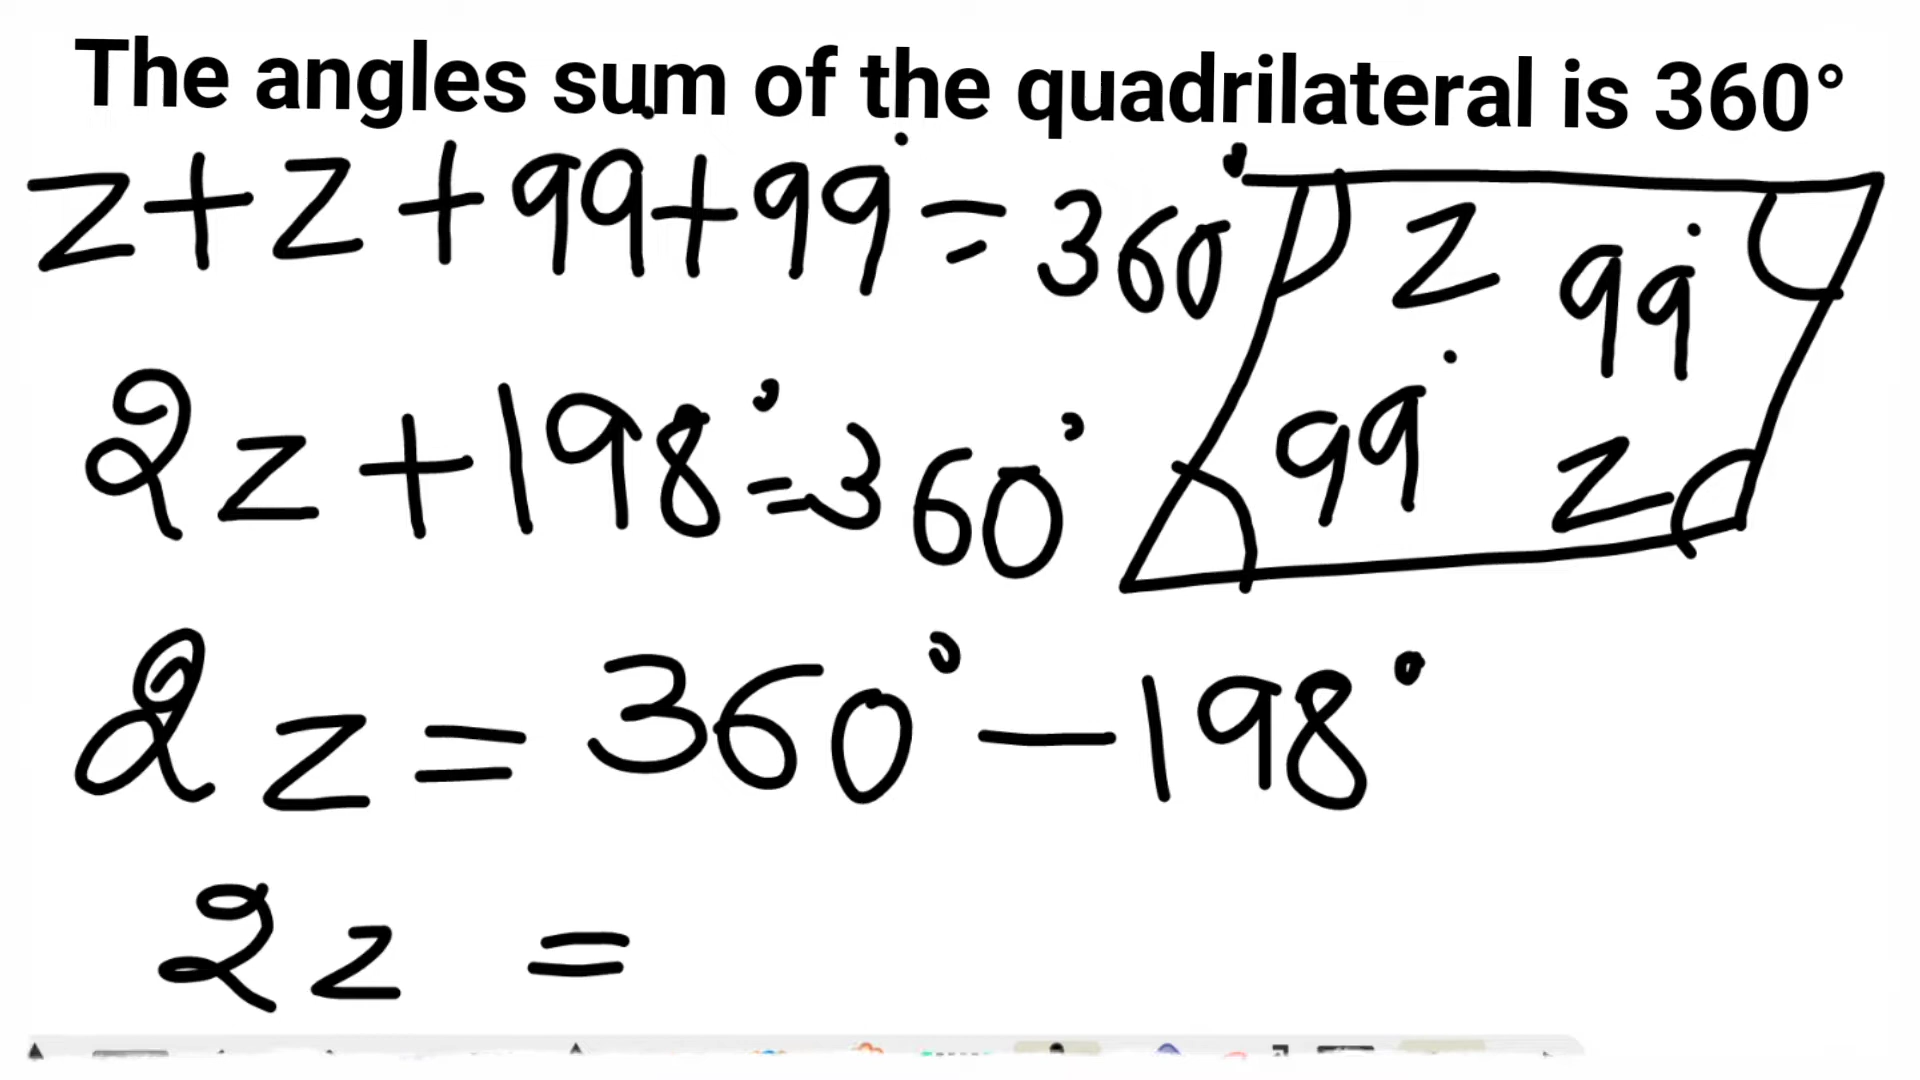 The angles sum of the quadrilateral is 360°
z+z+99°+99°=360°
z 99°
99° z
2z+198°=360°
2z=360°-198°
2z=